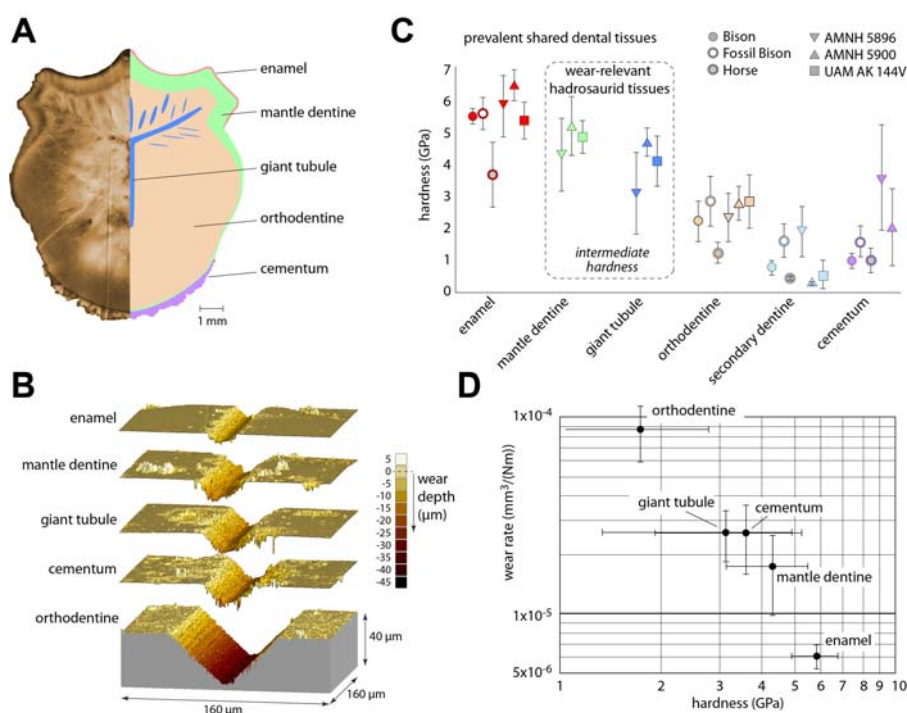 A
enamel
mantle dentine
giant tubule
orthodentine
cementum
1 mm
B
enamel
mantle dentine
giant tubule
cementum
orthodentine
5
0
-5
-10
-15
-20
-25
-30
-35
-40
-45
wear
depth
(µm)
40 µm
160 µm
160 µm
C
prevalent shared dental tissues
Bison
Fossil Bison
Horse
AMNH 5896
AMNH 5900
UAM AK 144V
wear-relevant
hadrosaurid tissues
intermediate
hardness
hardness (GPa)
7
6
5
4
3
2
1
0
enamel
mantle dentine
giant tubule
orthodentine
secondary dentine
cementum
D
wear rate (mm³/(Nm))
1x10⁻⁴
1x10⁻⁵
5x10⁻⁶
orthodentine
giant tubule
cementum
mantle dentine
enamel
1 2 3 4 5 6 7 8 9 10
hardness (GPa)